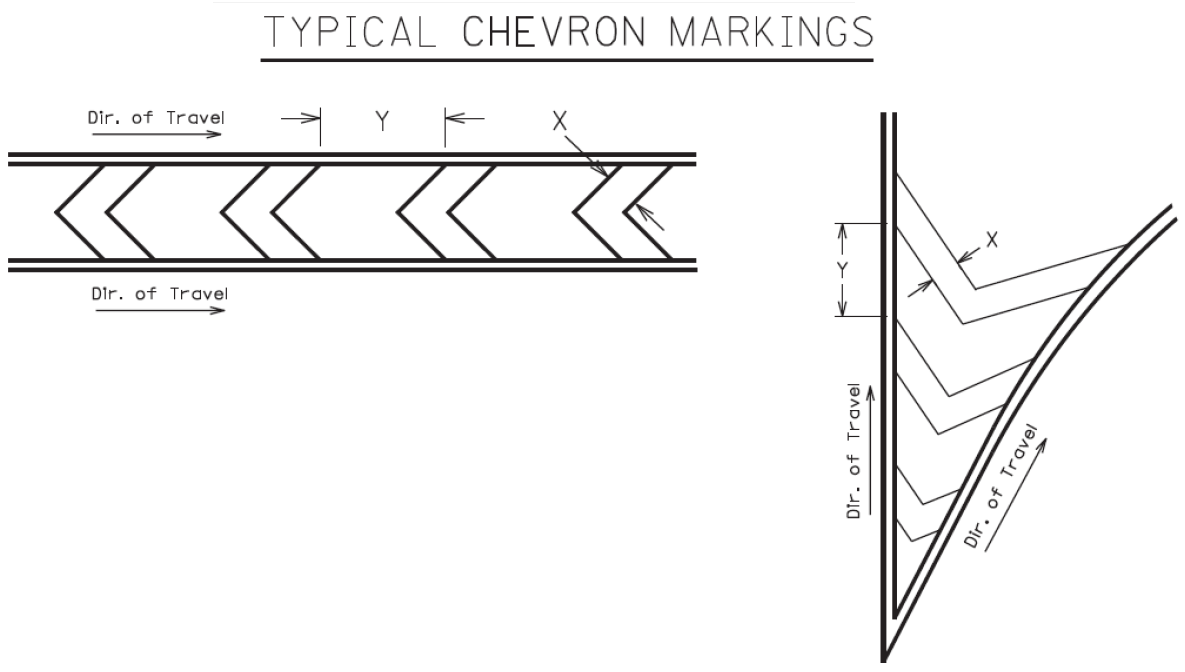 TYPICAL CHEVRON MARKINGS
Dir. of Travel
Y
X
Dir. of Travel
X
Y
Dir. of Travel
Dir. of Travel